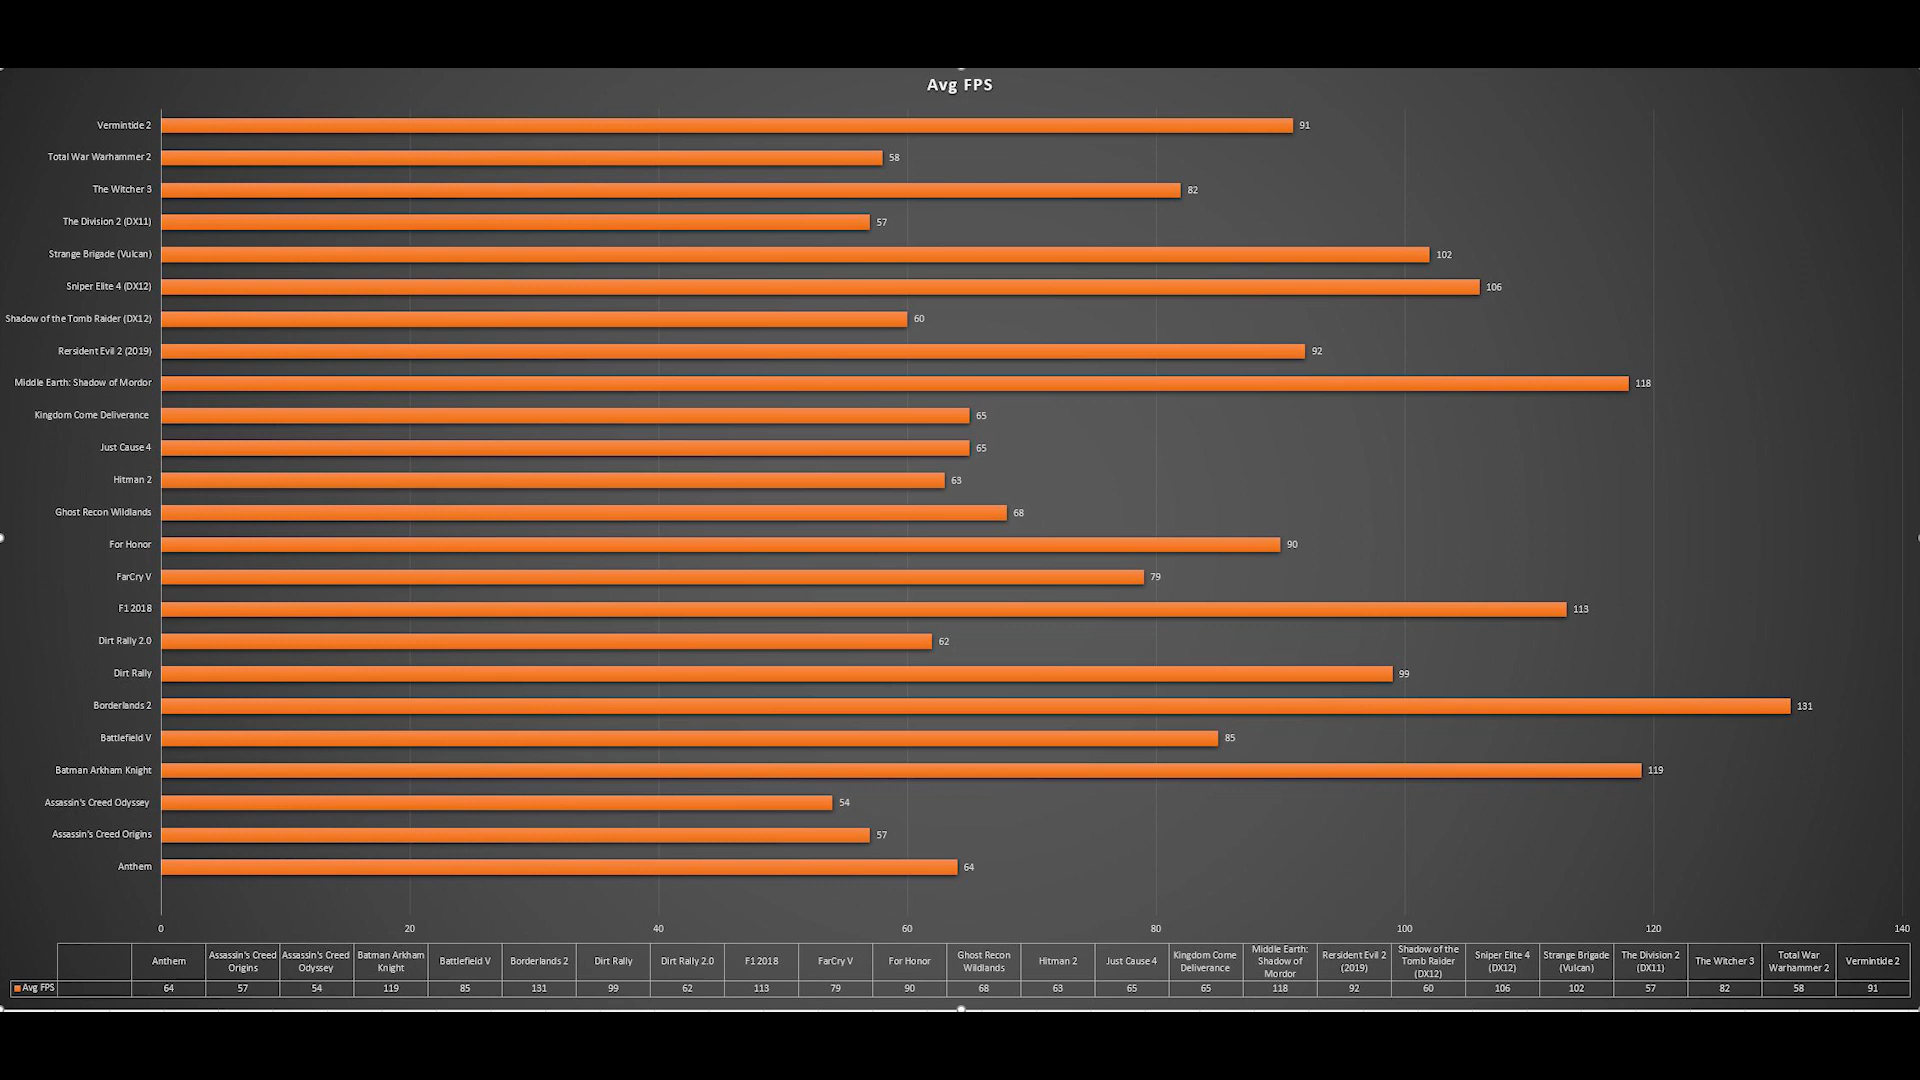 Avg FPS
Vermintide 2 91
Total War Warhammer 2 58
The Witcher 3 82
The Division 2 (DX11) 57
Strange Brigade (Vulcan) 102
Sniper Elite 4 (DX12) 106
Shadow of the Tomb Raider (DX12) 60
Rersident Evil 2 (2019) 92
Middle Earth: Shadow of Mordor 118
Kingdom Come Deliverance 65
Just Cause 4 65
Hitman 2 63
Ghost Recon Wildlands 68
For Honor 90
FarCry V 79
F1 2018 113
Dirt Rally 2.0 62
Dirt Rally 99
Borderlands 2 131
Battlefield V 85
Batman Arkham Knight 119
Assassin's Creed Odyssey 54
Assassin's Creed Origins 57
Anthem 64
0 20 40 60 80 100 120 140
Anthem
Assassin's Creed
Origins
Assassin's Creed
Odyssey
Batman Arkham
Knight
Battlefield V
Borderlands 2
Dirt Rally
Dirt Rally 2.0
F1 2018
FarCry V
For Honor
Ghost Recon
Wildlands
Hitman 2
Just Cause 4
Kingdom Come
Deliverance
Middle Earth:
Shadow of
Mordor
Rersident Evil 2
(2019)
Shadow of the
Tomb Raider
(DX12)
Sniper Elite 4
(DX12)
Strange Brigade
(Vulcan)
The Division 2
(DX11)
The Witcher 3
Total War
Warhammer 2
Vermintide 2
Avg FPS 64 57 54 119 85 131 99 62 113 79 90 68 63 65 65 118 92 60 106 102 57 82 58 91